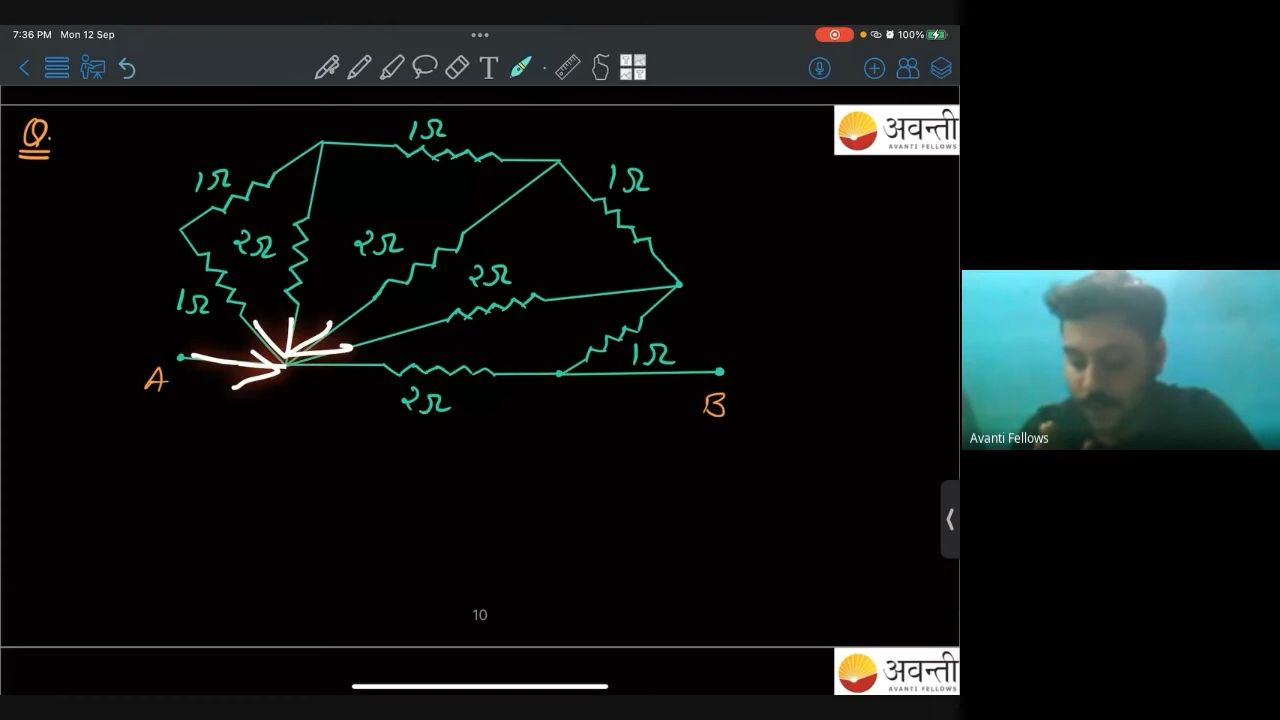 7:36 PM Mon 12 Sep
100%
T
Q.
अवन्ती
AVANTI FELLOWS
1Ω
1Ω
1Ω
2Ω
2Ω
2Ω
1Ω
1Ω
A
2Ω
B
Avanti Fellows
10
अवन्ती
AVANTI FELLOWS